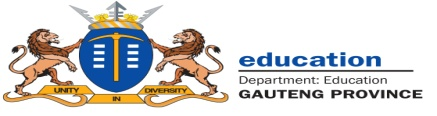 UNITY
IN
DIVERSITY
education
Department: Education
GAUTENG PROVINCE